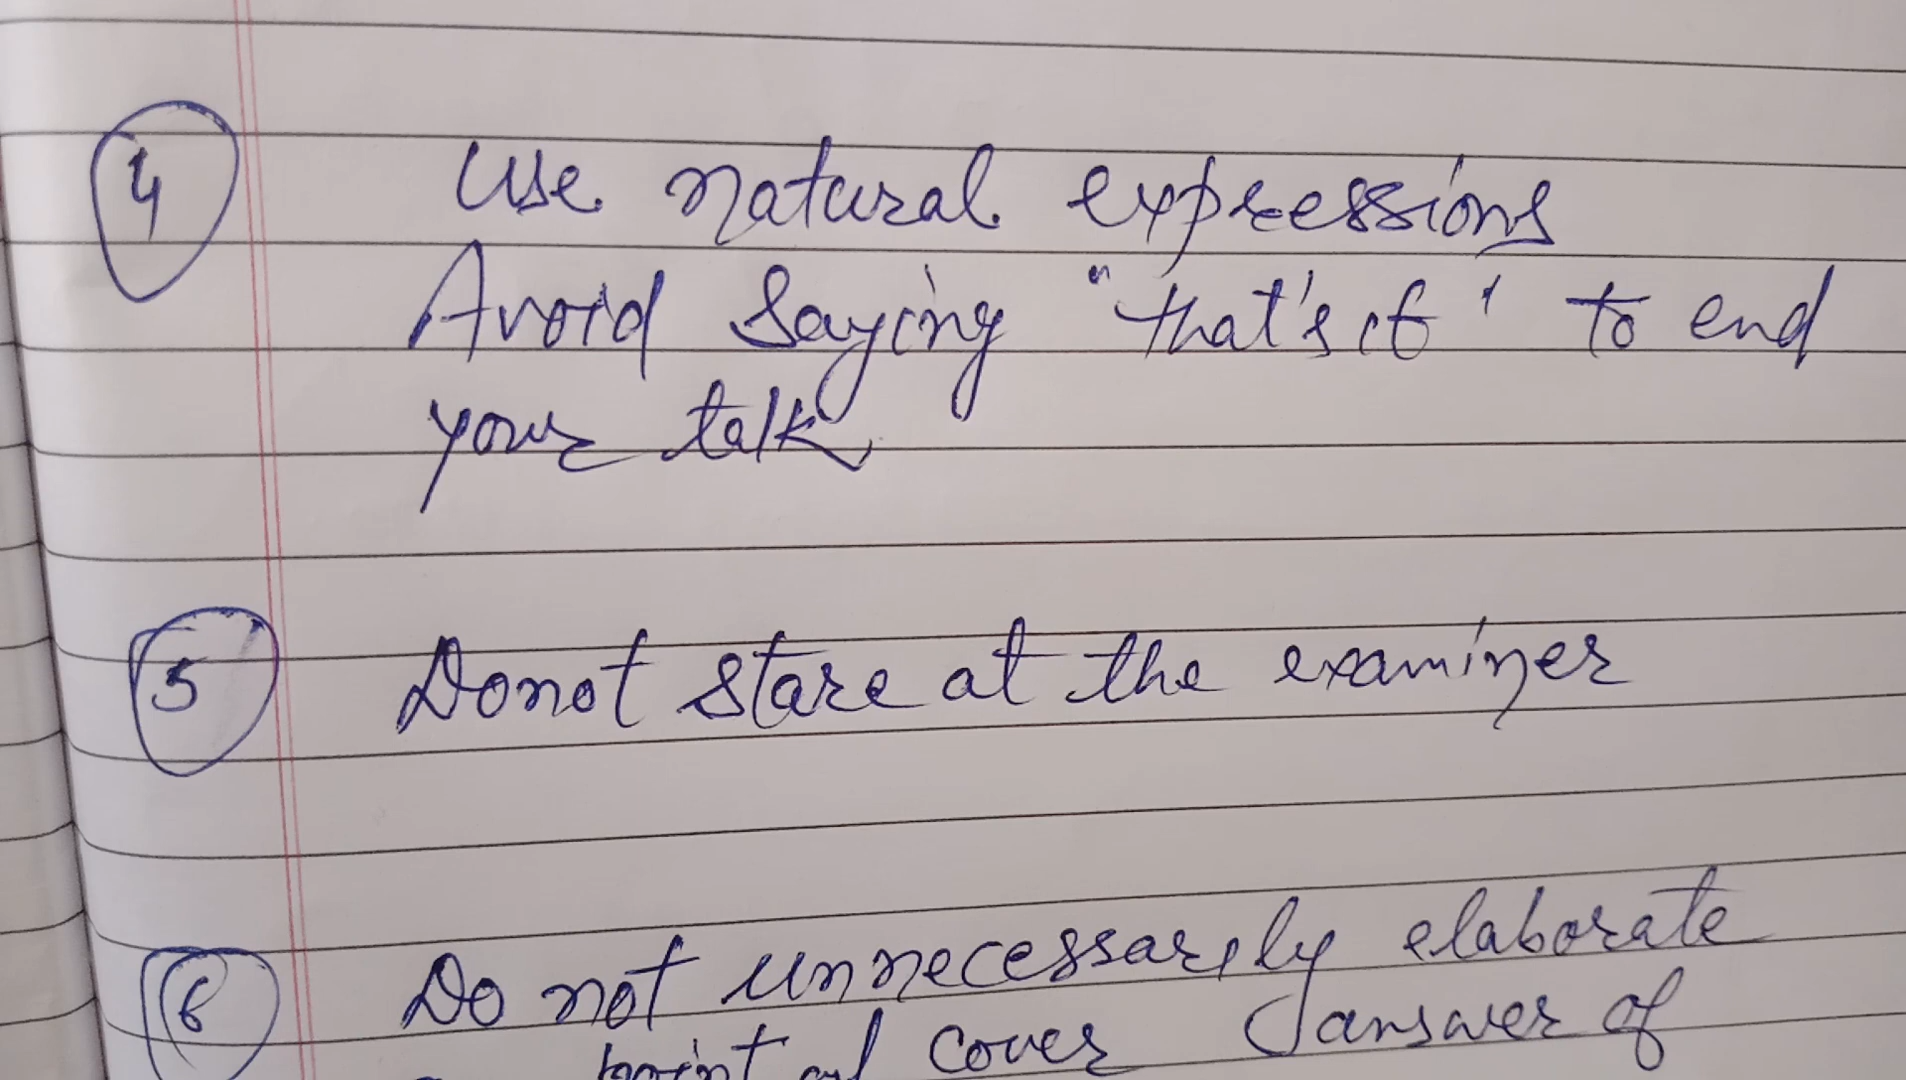 4 Use natural expressions
Avoid Saying "that's it" to end
your talk
5 Donot stare at the examiner
6 Do not unnecessarily elaborate
point cover answer of